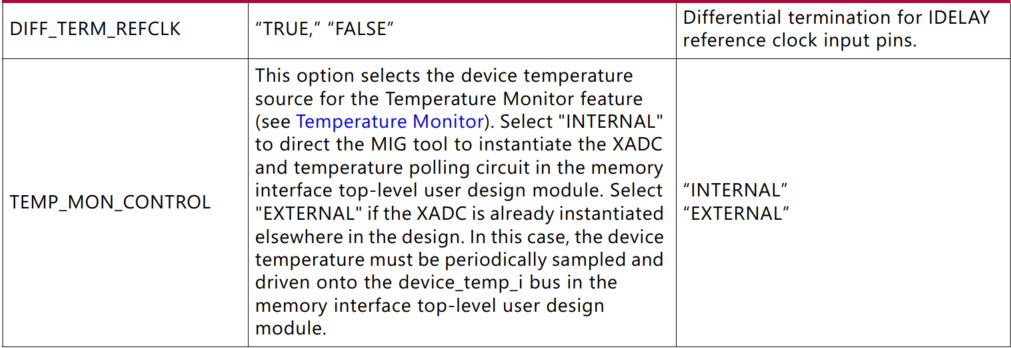 DIFF_TERM_REFCLK
“TRUE,” “FALSE”
Differential termination for IDELAY
reference clock input pins.
TEMP_MON_CONTROL
This option selects the device temperature
source for the Temperature Monitor feature
(see Temperature Monitor). Select "INTERNAL"
to direct the MIG tool to instantiate the XADC
and temperature polling circuit in the memory
interface top-level user design module. Select
"EXTERNAL" if the XADC is already instantiated
elsewhere in the design. In this case, the device
temperature must be periodically sampled and
driven onto the device_temp_i bus in the
memory interface top-level user design
module.
“INTERNAL”
“EXTERNAL”